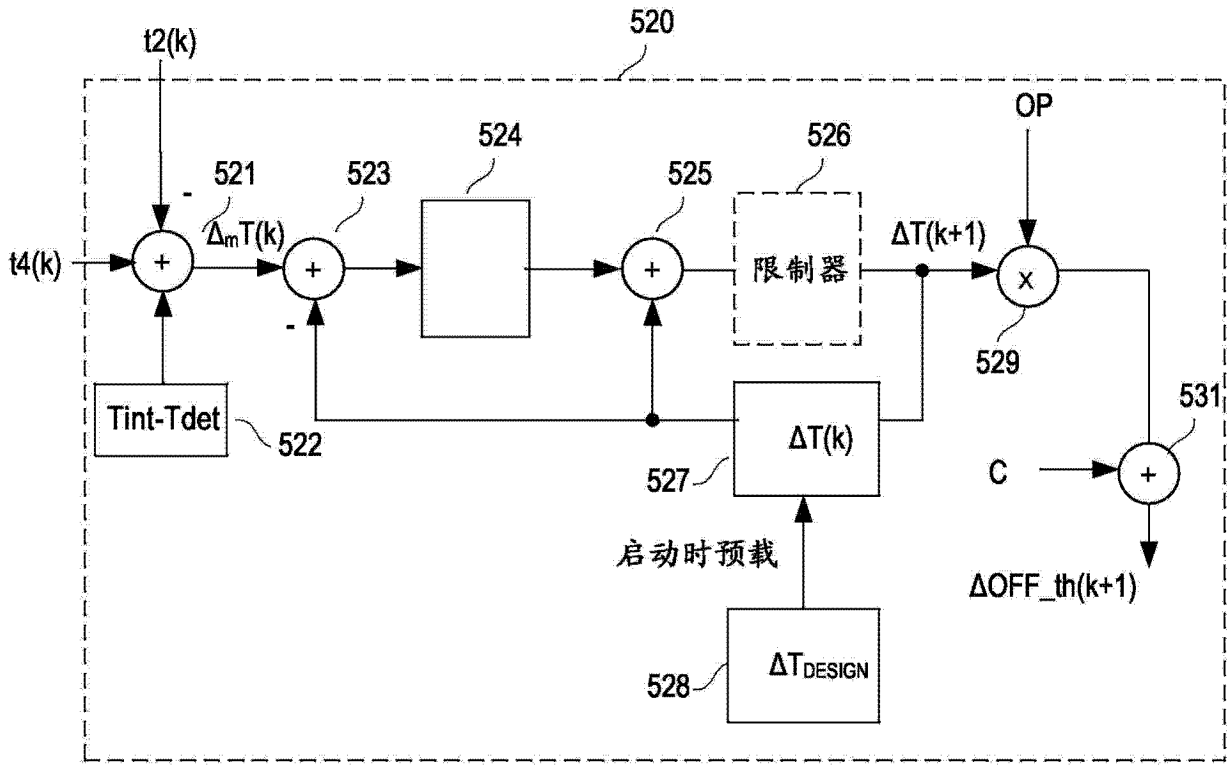 t2(k)
520
OP
-
521
523
524
525
526
ΔmT(k)
ΔT(k+1)
t4(k)
+
+
+
限制器
x
-
529
Tint-Tdet
522
ΔT(k)
527
531
C
+
启动时预载
ΔOFF_th(k+1)
ΔTDESIGN
528